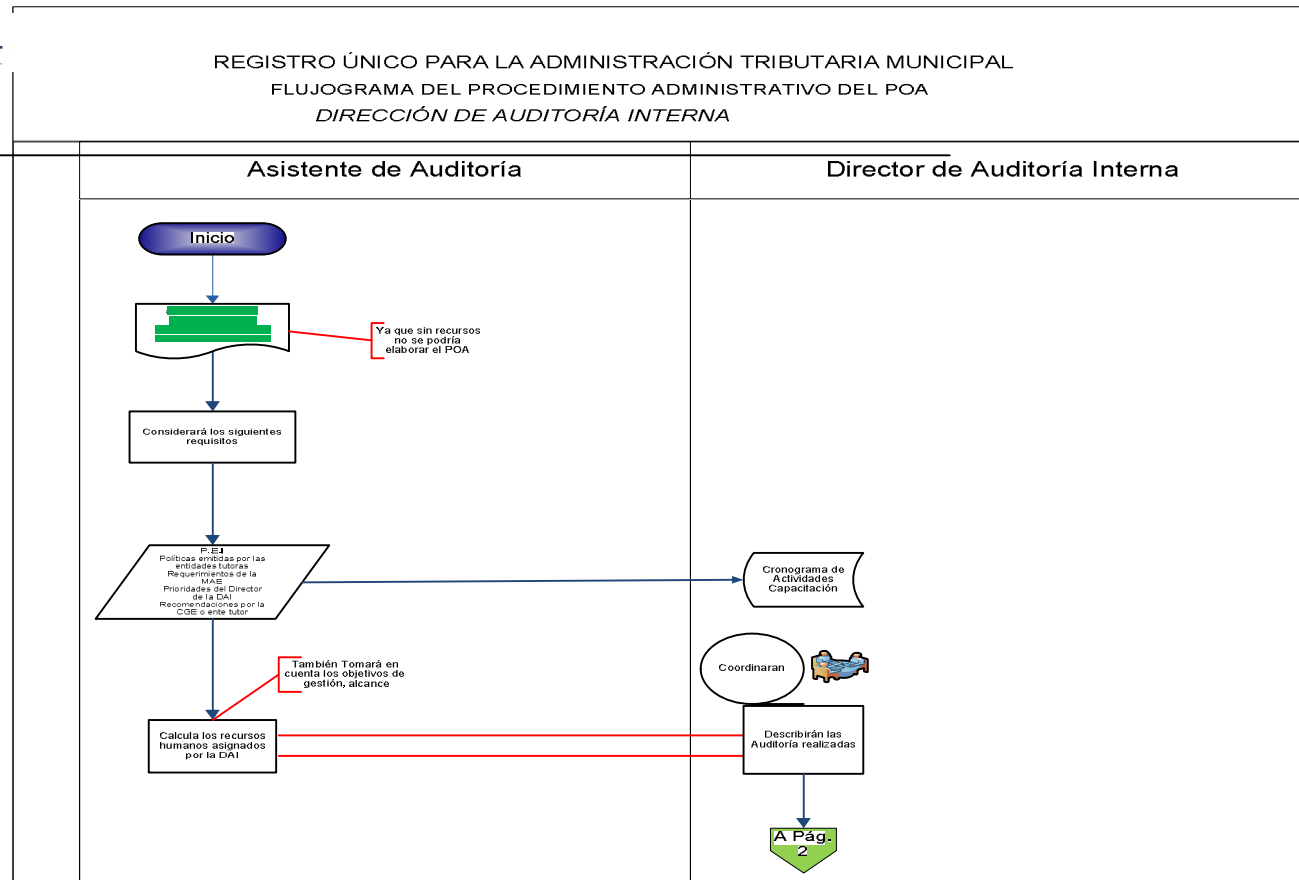 REGISTRO ÚNICO PARA LA ADMINISTRACIÓN TRIBUTARIA MUNICIPAL
FLUJOGRAMA DEL PROCEDIMIENTO ADMINISTRATIVO DEL POA
DIRECCIÓN DE AUDITORÍA INTERNA
Asistente de Auditoría
Director de Auditoría Interna
Inicio
Ya que sin recursos
no se podría
elaborar el POA
Considerará los siguientes
requisitos
P.EJ
Políticas emitidas por las
entidades tutoras
Requerimientos de la
MAE
Prioridades del Director
de la DAI
Recomendaciones por la
CGE o ente tutor
Cronograma de
Actividades
Capacitación
Coordinaran
También Tomará en
cuenta los objetivos de
gestión, alcance
Calcula los recursos
humanos asignados
por la DAI
Describirán las
Auditoría realizadas
A Pág.
2